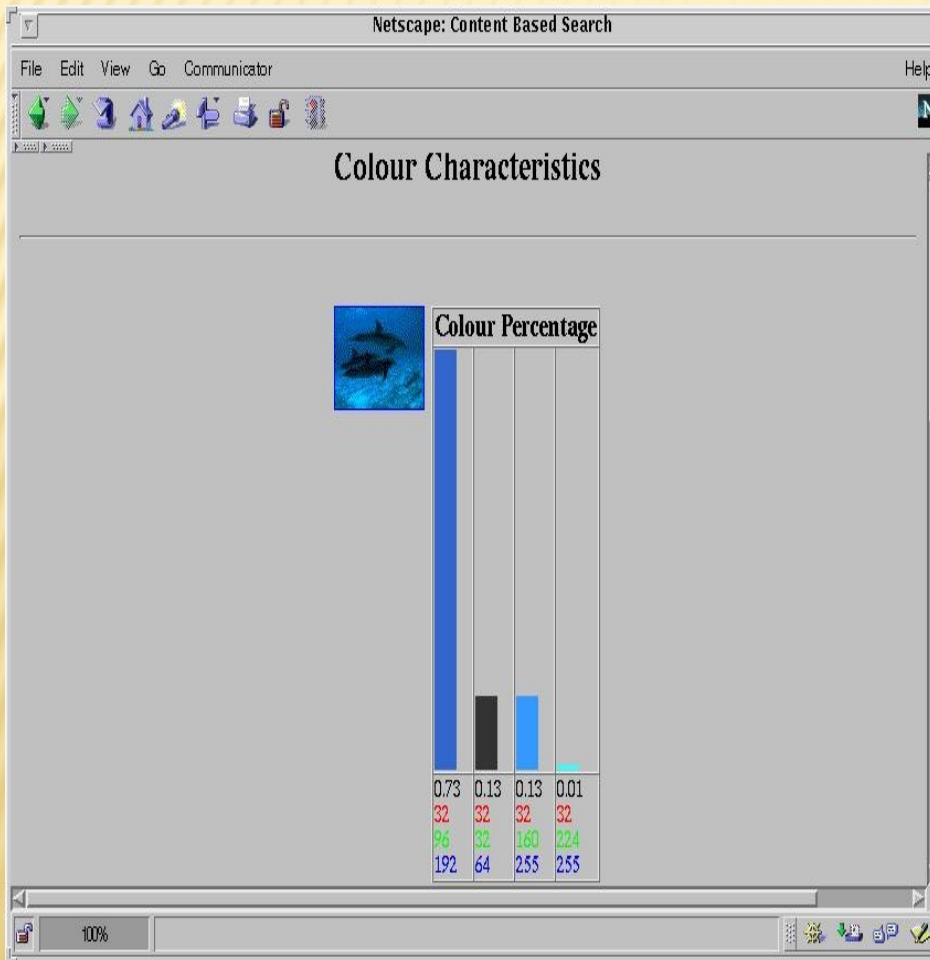 Netscape: Content Based Search
File Edit View Go Communicator Help
Colour Characteristics
Colour Percentage
0.73 0.13 0.13 0.01
32 32 32 32
96 32 160 224
192 64 255 255
100%